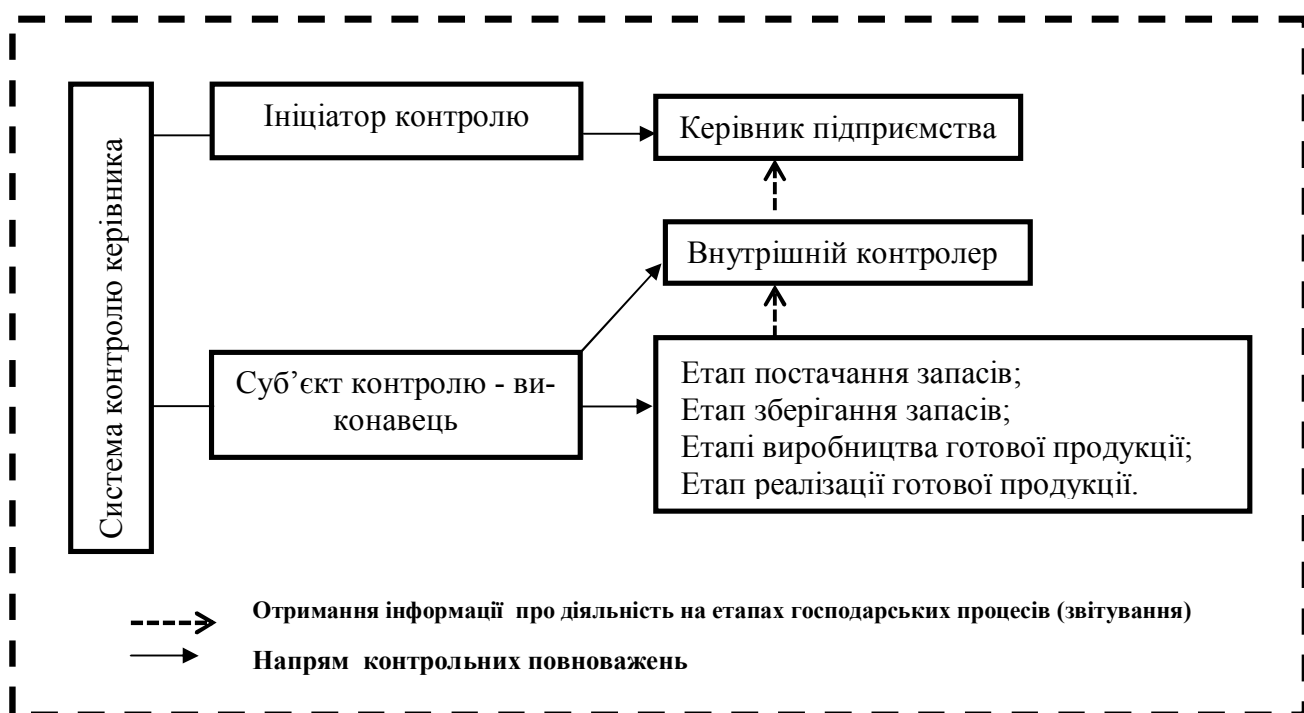 Система контролю керівника
Ініціатор контролю
Керівник підприємства
Внутрішній контролер
Суб’єкт контролю - ви-
конавець
Етап постачання запасів;
Етап зберігання запасів;
Етапі виробництва готової продукції;
Етап реалізації готової продукції.
Отримання інформації про діяльність на етапах господарських процесів (звітування)
Напрям контрольних повноважень